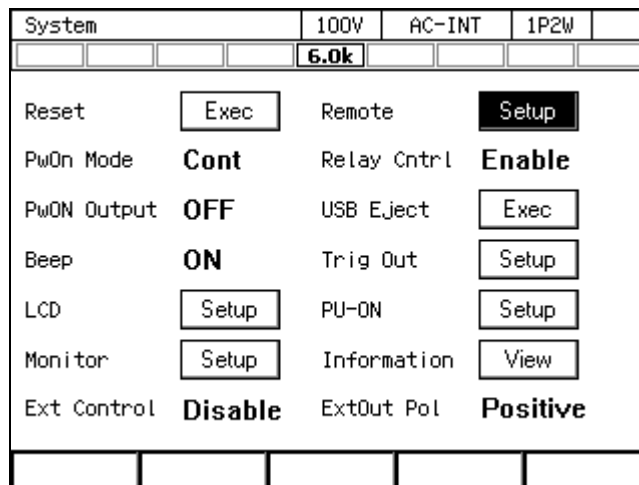 System 100V AC-INT 1P2W
6.0k
Reset Exec Remote Setup
PwOn Mode Cont Relay Cntrl Enable
PwON Output OFF USB Eject Exec
Beep ON Trig Out Setup
LCD Setup PU-ON Setup
Monitor Setup Information View
Ext Control Disable ExtOut Pol Positive